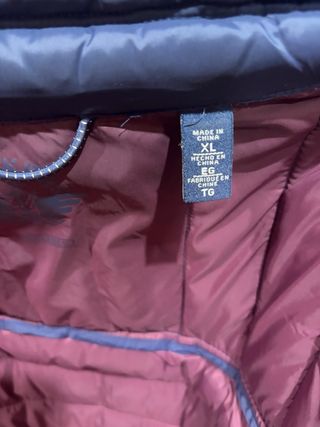 MADE IN
CHINA
XL
HECHO EN
CHINA
EG
FABRIQUÉ EN
CHINE
TG